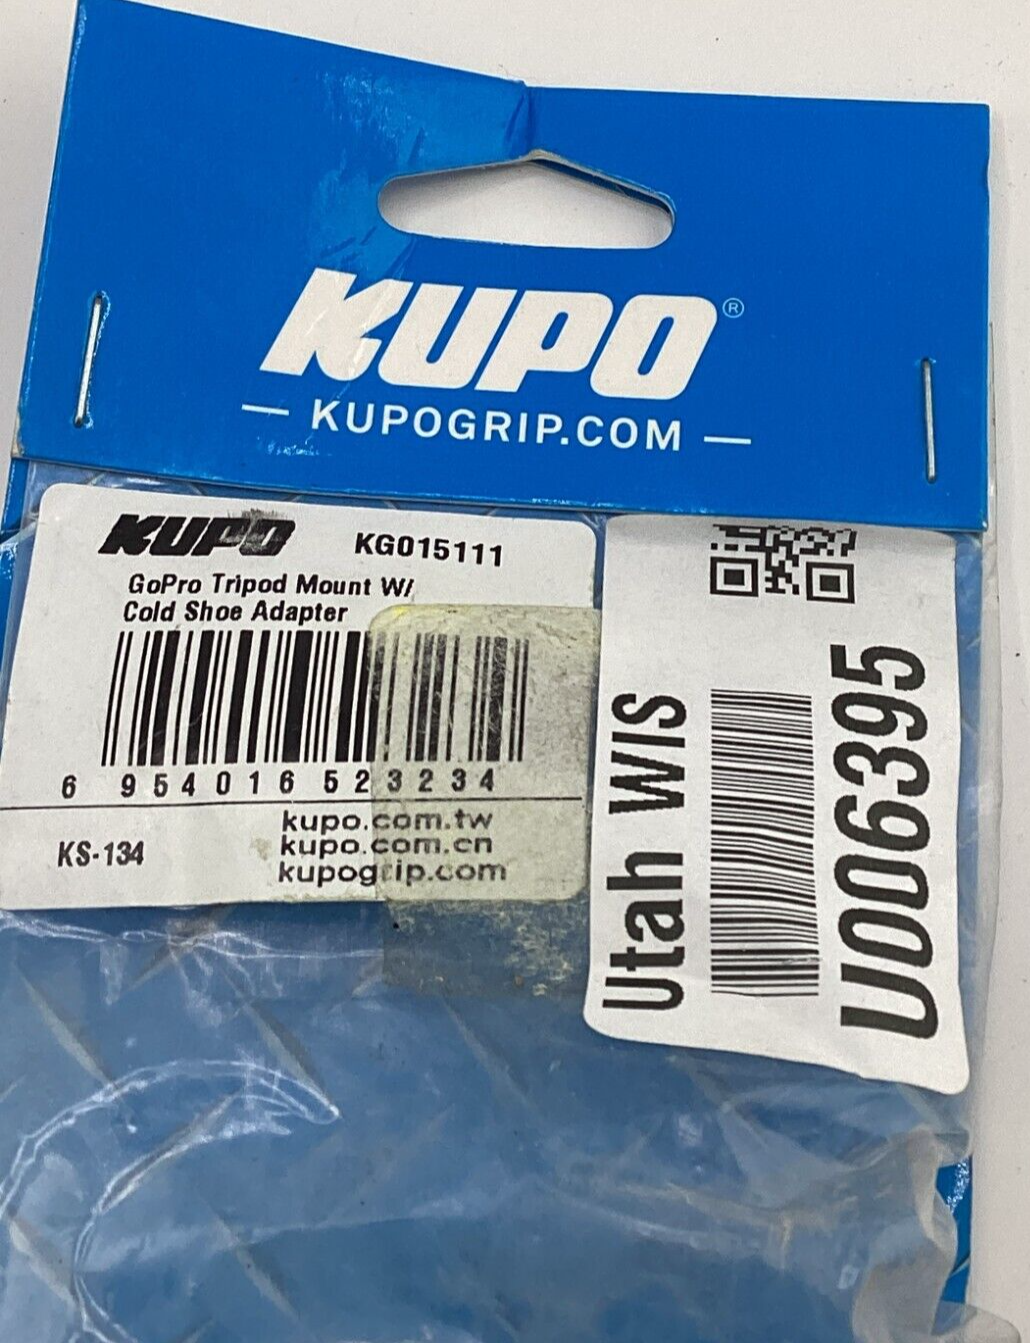 KUPO®
— KUPOGRIP.COM —
KUPO KG015111
GoPro Tripod Mount W/
Cold Shoe Adapter
6 954016 523234
KS-134
kupo.com.tw
kupo.com.cn
kupogrip.com
Utah WIs
U006395